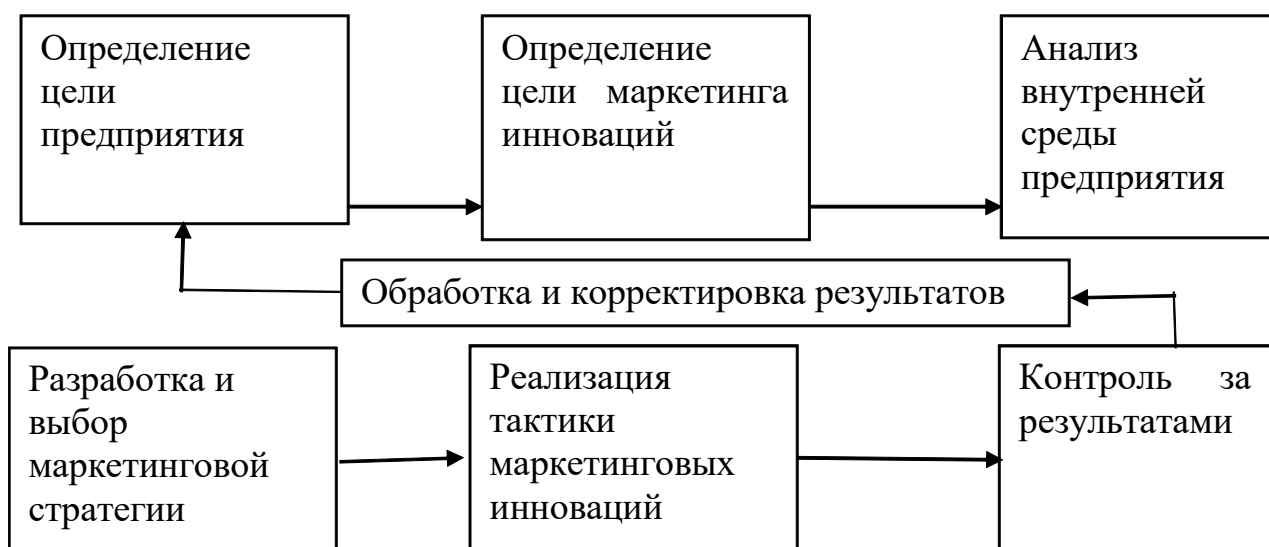 Определение
цели
предприятия
Определение
цели маркетинга
инноваций
Анализ
внутренней
среды
предприятия
Обработка и корректировка результатов
Разработка и
выбор
маркетинговой
стратегии
Реализация
тактики
маркетинговых
инноваций
Контроль за
результатами